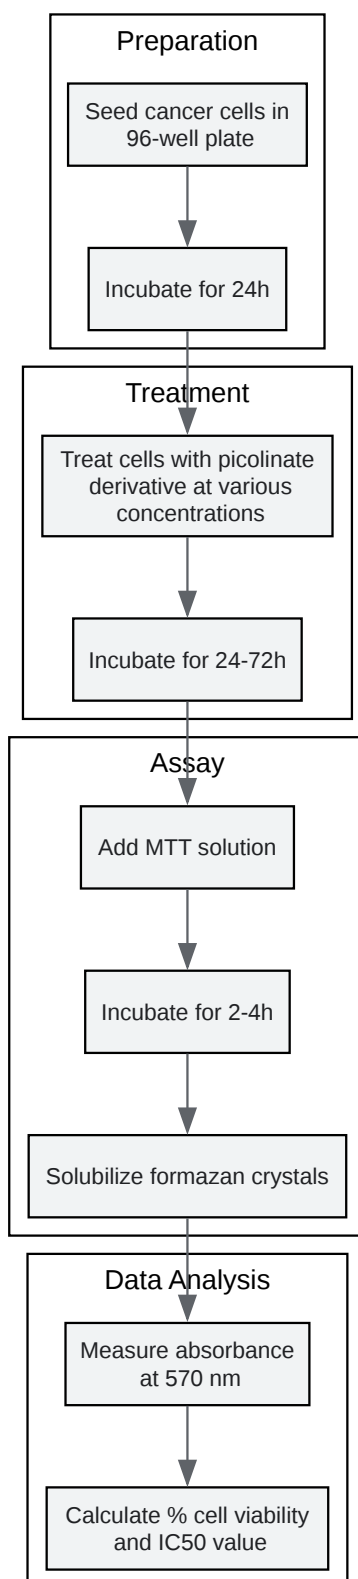 Preparation
Seed cancer cells in
96-well plate
Incubate for 24h
Treatment
Treat cells with picolinate
derivative at various
concentrations
Incubate for 24-72h
Assay
Add MTT solution
Incubate for 2-4h
Solubilize formazan crystals
Data Analysis
Measure absorbance
at 570 nm
Calculate % cell viability
and IC50 value